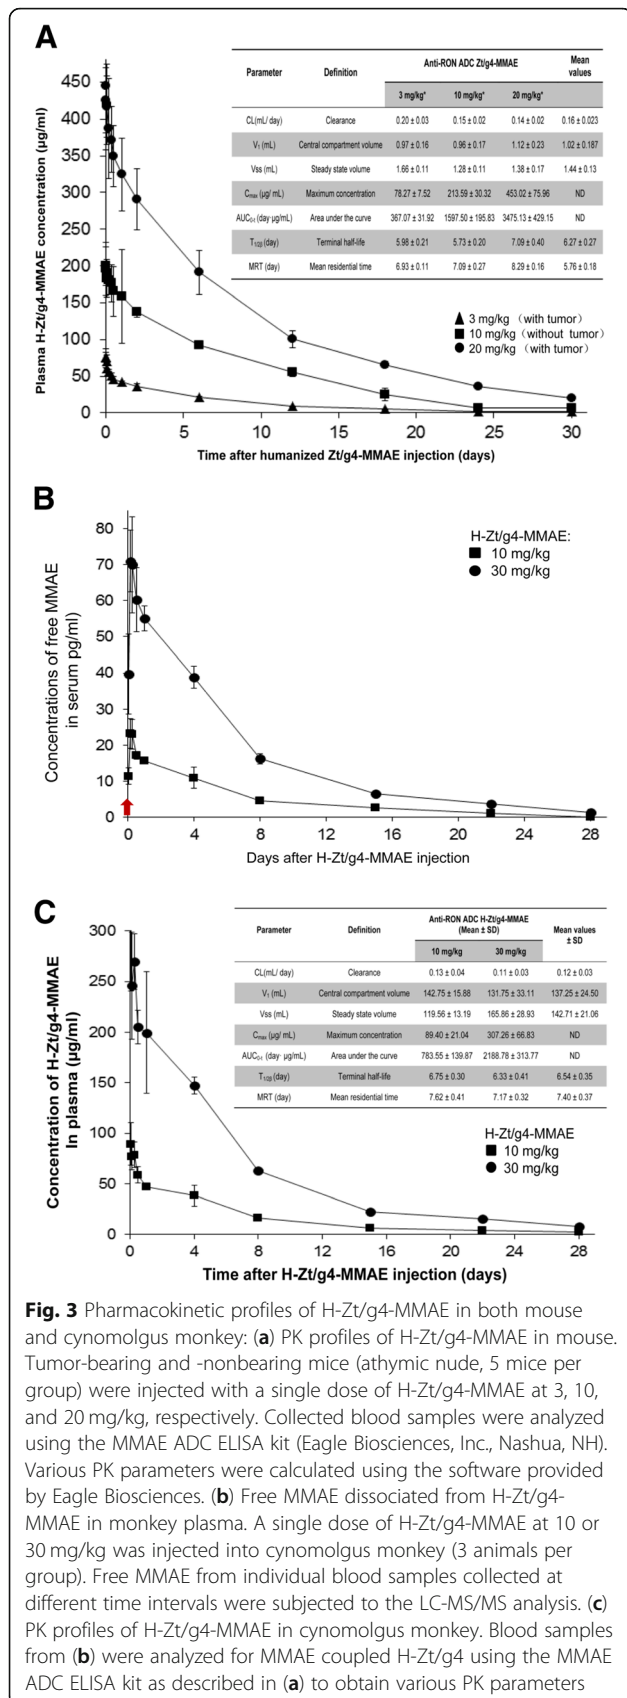 A
Plasma H-Zt/g4-MMAE concentration (µg/ml)
450
400
350
300
250
200
150
100
50
0
0 6 12 18 24 30
Time after humanized Zt/g4-MMAE injection (days)
Parameter Definition Anti-RON ADC Zt/g4-MMAE Mean values
3 mg/kg* 10 mg/kg* 20 mg/kg*
CL(mL/ day) Clearance 0.20 ± 0.03 0.15 ± 0.02 0.14 ± 0.02 0.16 ± 0.023
V₁ (mL) Central compartment volume 0.97 ± 0.16 0.96 ± 0.17 1.12 ± 0.23 1.02 ± 0.187
Vss (mL) Steady state volume 1.66 ± 0.11 1.28 ± 0.11 1.38 ± 0.17 1.44 ± 0.13
Cmax (µg/ mL) Maximum concentration 78.27 ± 7.52 213.59 ± 30.32 453.02 ± 75.96 ND
AUC₀-t (day·µg/mL) Area under the curve 367.07 ± 31.92 1597.50 ± 195.83 3475.13 ± 429.15 ND
T1/2β (day) Terminal half-life 5.98 ± 0.21 5.73 ± 0.20 7.09 ± 0.40 6.27 ± 0.27
MRT (day) Mean residential time 6.93 ± 0.11 7.09 ± 0.27 8.29 ± 0.16 5.76 ± 0.18
3 mg/kg (with tumor)
10 mg/kg (without tumor)
20 mg/kg (with tumor)
B
Concentrations of free MMAE
in serum pg/ml)
80
70
60
50
40
30
20
10
0
0 4 8 12 16 20 24 28
Days after H-Zt/g4-MMAE injection
H-Zt/g4-MMAE:
10 mg/kg
30 mg/kg
C
Concentration of H-Zt/g4-MMAE
In plasma (µg/ml)
300
250
200
150
100
50
0
0 4 8 12 16 20 24 28
Time after H-Zt/g4-MMAE injection (days)
Parameter Definition Anti-RON ADC H-Zt/g4-MMAE (Mean ± SD) Mean values ± SD
10 mg/kg 30 mg/kg
CL(mL/ day) Clearance 0.13 ± 0.04 0.11 ± 0.03 0.12 ± 0.03
V₁ (mL) Central compartment volume 142.75 ± 15.88 131.75 ± 33.11 137.25 ± 24.50
Vss (mL) Steady state volume 119.56 ± 13.19 165.86 ± 28.93 142.71 ± 21.06
Cmax (µg/ mL) Maximum concentration 89.40 ± 21.04 307.26 ± 66.83 ND
AUC₀-t (day· µg/mL) Area under the curve 783.55 ± 139.87 2188.78 ± 313.77 ND
T1/2β (day) Terminal half-life 6.75 ± 0.30 6.33 ± 0.41 6.54 ± 0.35
MRT (day) Mean residential time 7.62 ± 0.41 7.17 ± 0.32 7.40 ± 0.37
H-Zt/g4-MMAE
10 mg/kg
30 mg/kg
Fig. 3 Pharmacokinetic profiles of H-Zt/g4-MMAE in both mouse
and cynomolgus monkey: (a) PK profiles of H-Zt/g4-MMAE in mouse.
Tumor-bearing and -nonbearing mice (athymic nude, 5 mice per
group) were injected with a single dose of H-Zt/g4-MMAE at 3, 10,
and 20 mg/kg, respectively. Collected blood samples were analyzed
using the MMAE ADC ELISA kit (Eagle Biosciences, Inc., Nashua, NH).
Various PK parameters were calculated using the software provided
by Eagle Biosciences. (b) Free MMAE dissociated from H-Zt/g4-
MMAE in monkey plasma. A single dose of H-Zt/g4-MMAE at 10 or
30 mg/kg was injected into cynomolgus monkey (3 animals per
group). Free MMAE from individual blood samples collected at
different time intervals were subjected to the LC-MS/MS analysis. (c)
PK profiles of H-Zt/g4-MMAE in cynomolgus monkey. Blood samples
from (b) were analyzed for MMAE coupled H-Zt/g4 using the MMAE
ADC ELISA kit as described in (a) to obtain various PK parameters